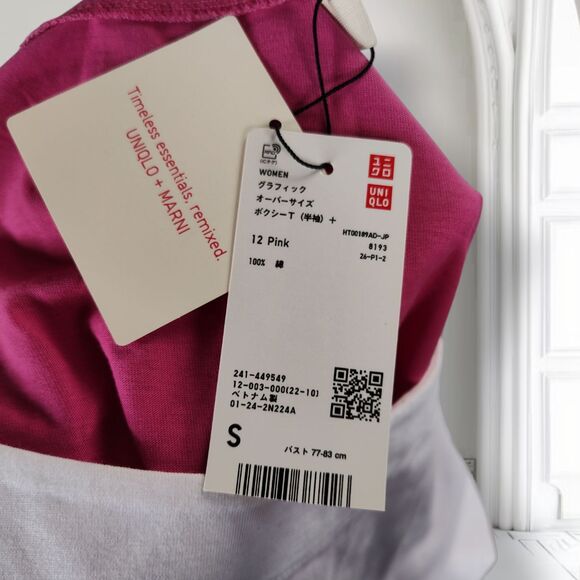 Timeless essentials, remixed.
UNIQLO + MARNI
WOMEN
グラフィック
オーバーサイズ
ボクシーT (半袖) +
ユニ
クロ
UNI
QLO
12 Pink
HT00189AD-JP
8193
26-P1-2
100% 綿
241-449549
12-003-000(22-10)
ベトナム製
01-24-2N224A
S
バスト 77-83 cm